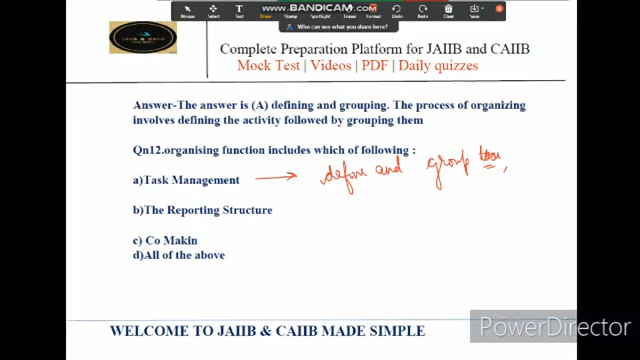 Mouse
Select
Text
Draw
Stamp
Spotlight
Eraser
Format
Undo
Redo
Clear
Save
www.BANDICAM.com
Who can see what you share here?
JAIIB & CAIIB
Complete Preparation Platform for JAIIB and CAIIB
Mock Test | Videos | PDF | Daily quizzes
Answer-The answer is (A) defining and grouping. The process of organizing
involves defining the activity followed by grouping them
Qn12.organising function includes which of following :
a)Task Management
define and group
b)The Reporting Structure
c) Co Makin
d)All of the above
WELCOME TO JAIIB & CAIIB MADE SIMPLE
PowerDirector